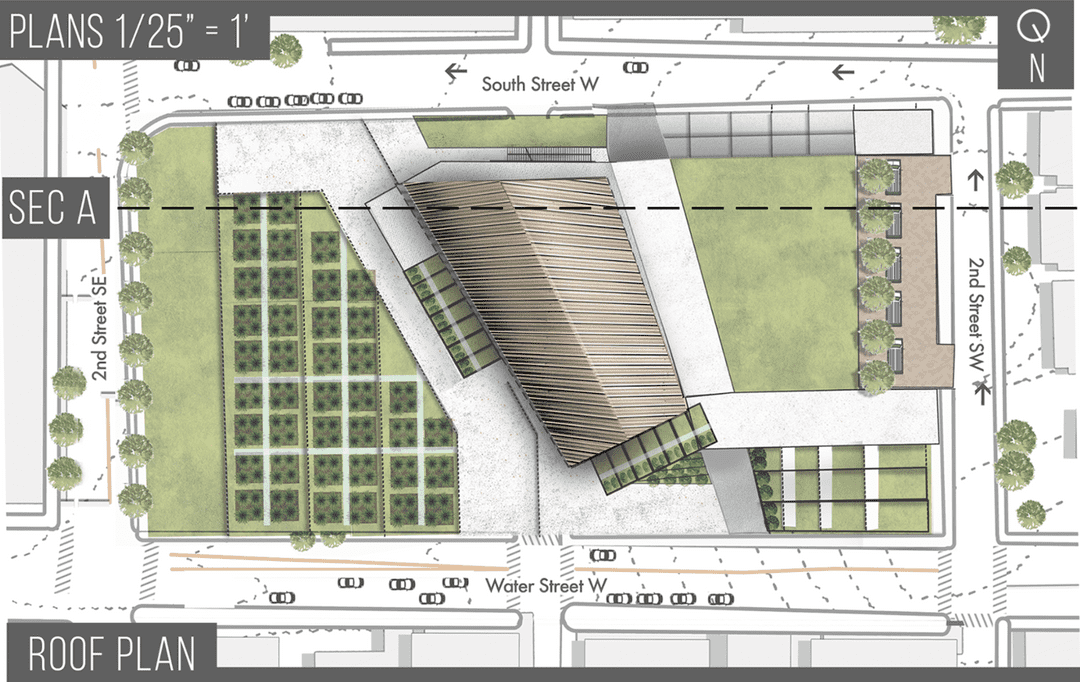 PLANS 1/25” = 1’
N
South Street W
SEC A
2nd Street SE
2nd Street SW
Water Street W
ROOF PLAN